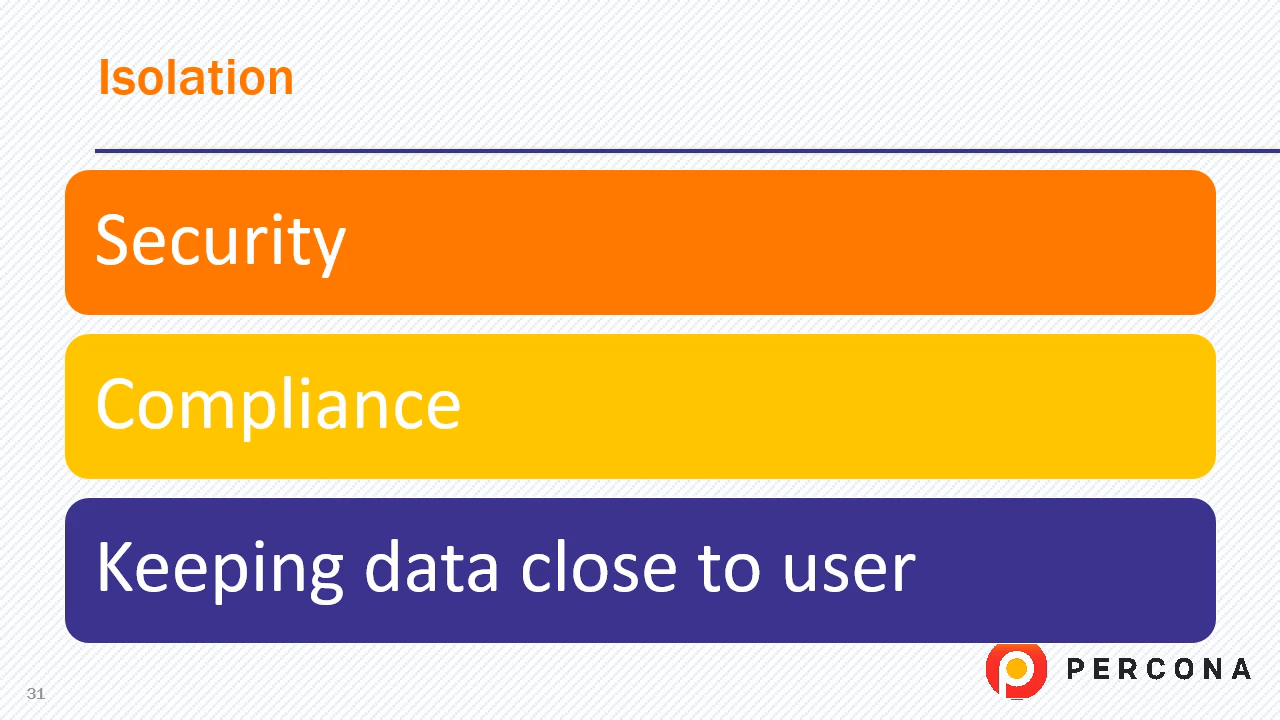 Isolation
Security
Compliance
Keeping data close to user
PERCONA
31